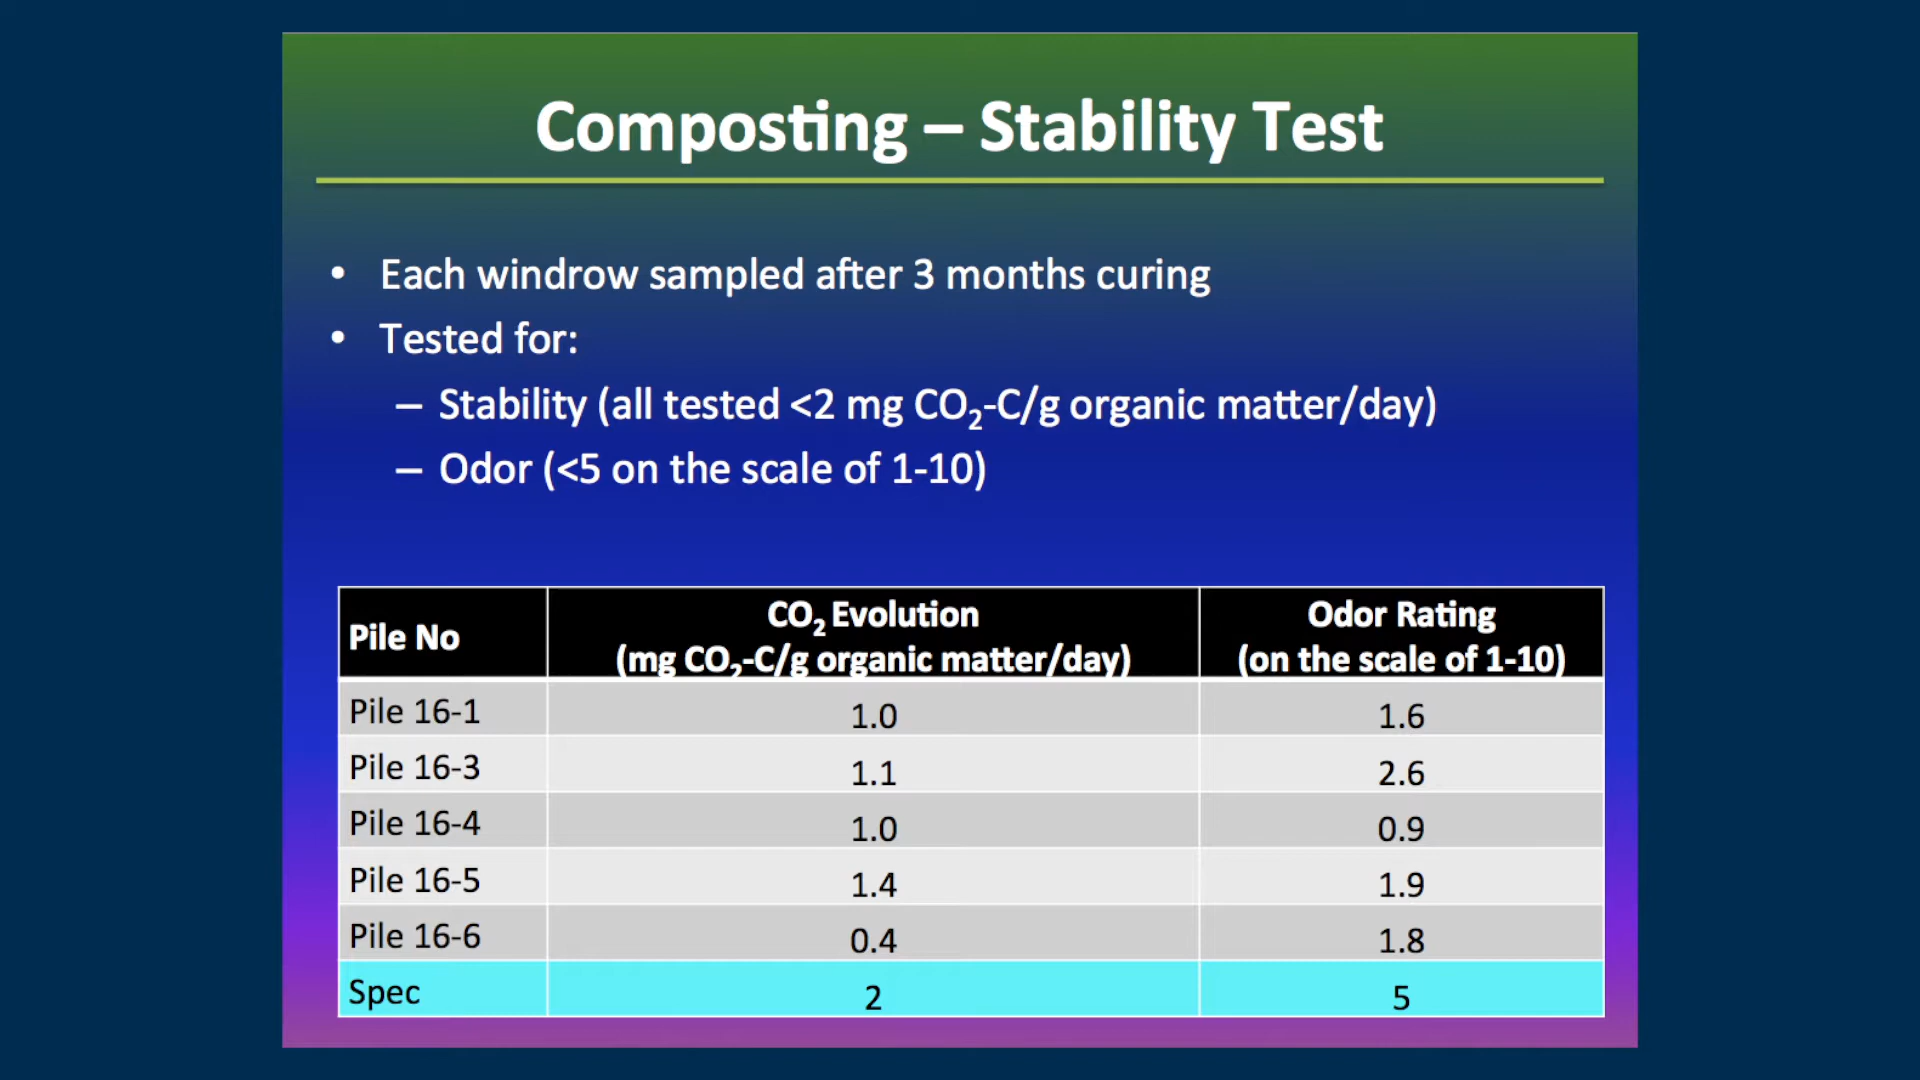 Composting – Stability Test
• Each windrow sampled after 3 months curing
• Tested for:
– Stability (all tested <2 mg CO₂-C/g organic matter/day)
– Odor (<5 on the scale of 1-10)
Pile No
CO₂ Evolution
(mg CO₂-C/g organic matter/day)
Odor Rating
(on the scale of 1-10)
Pile 16-1 1.0 1.6
Pile 16-3 1.1 2.6
Pile 16-4 1.0 0.9
Pile 16-5 1.4 1.9
Pile 16-6 0.4 1.8
Spec 2 5